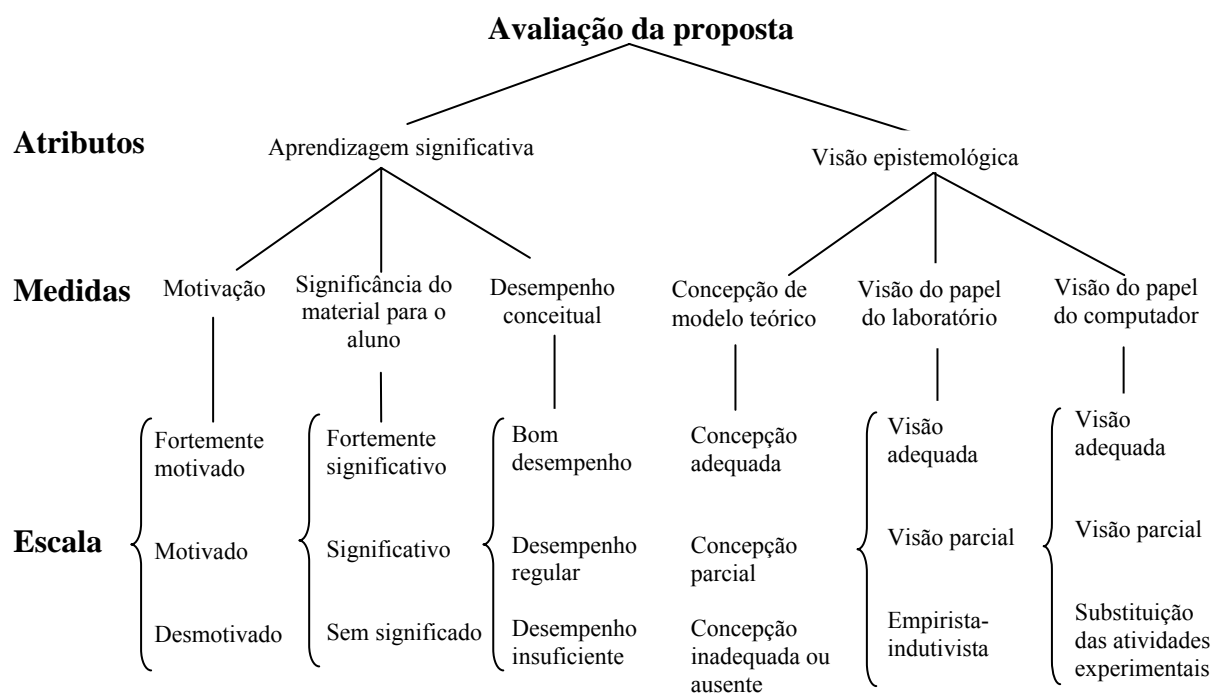 Avaliação da proposta
Atributos
Aprendizagem significativa
Visão epistemológica
Medidas
Motivação
Significância do
material para o
aluno
Desempenho
conceitual
Concepção de
modelo teórico
Visão do papel
do laboratório
Visão do papel
do computador
Escala
Fortemente
motivado
Motivado
Desmotivado
Fortemente
significativo
Significativo
Sem significado
Bom
desempenho
Desempenho
regular
Desempenho
insuficiente
Concepção
adequada
Concepção
parcial
Concepção
inadequada ou
ausente
Visão
adequada
Visão parcial
Empirista-
indutivista
Visão
adequada
Visão parcial
Substituição
das atividades
experimentais